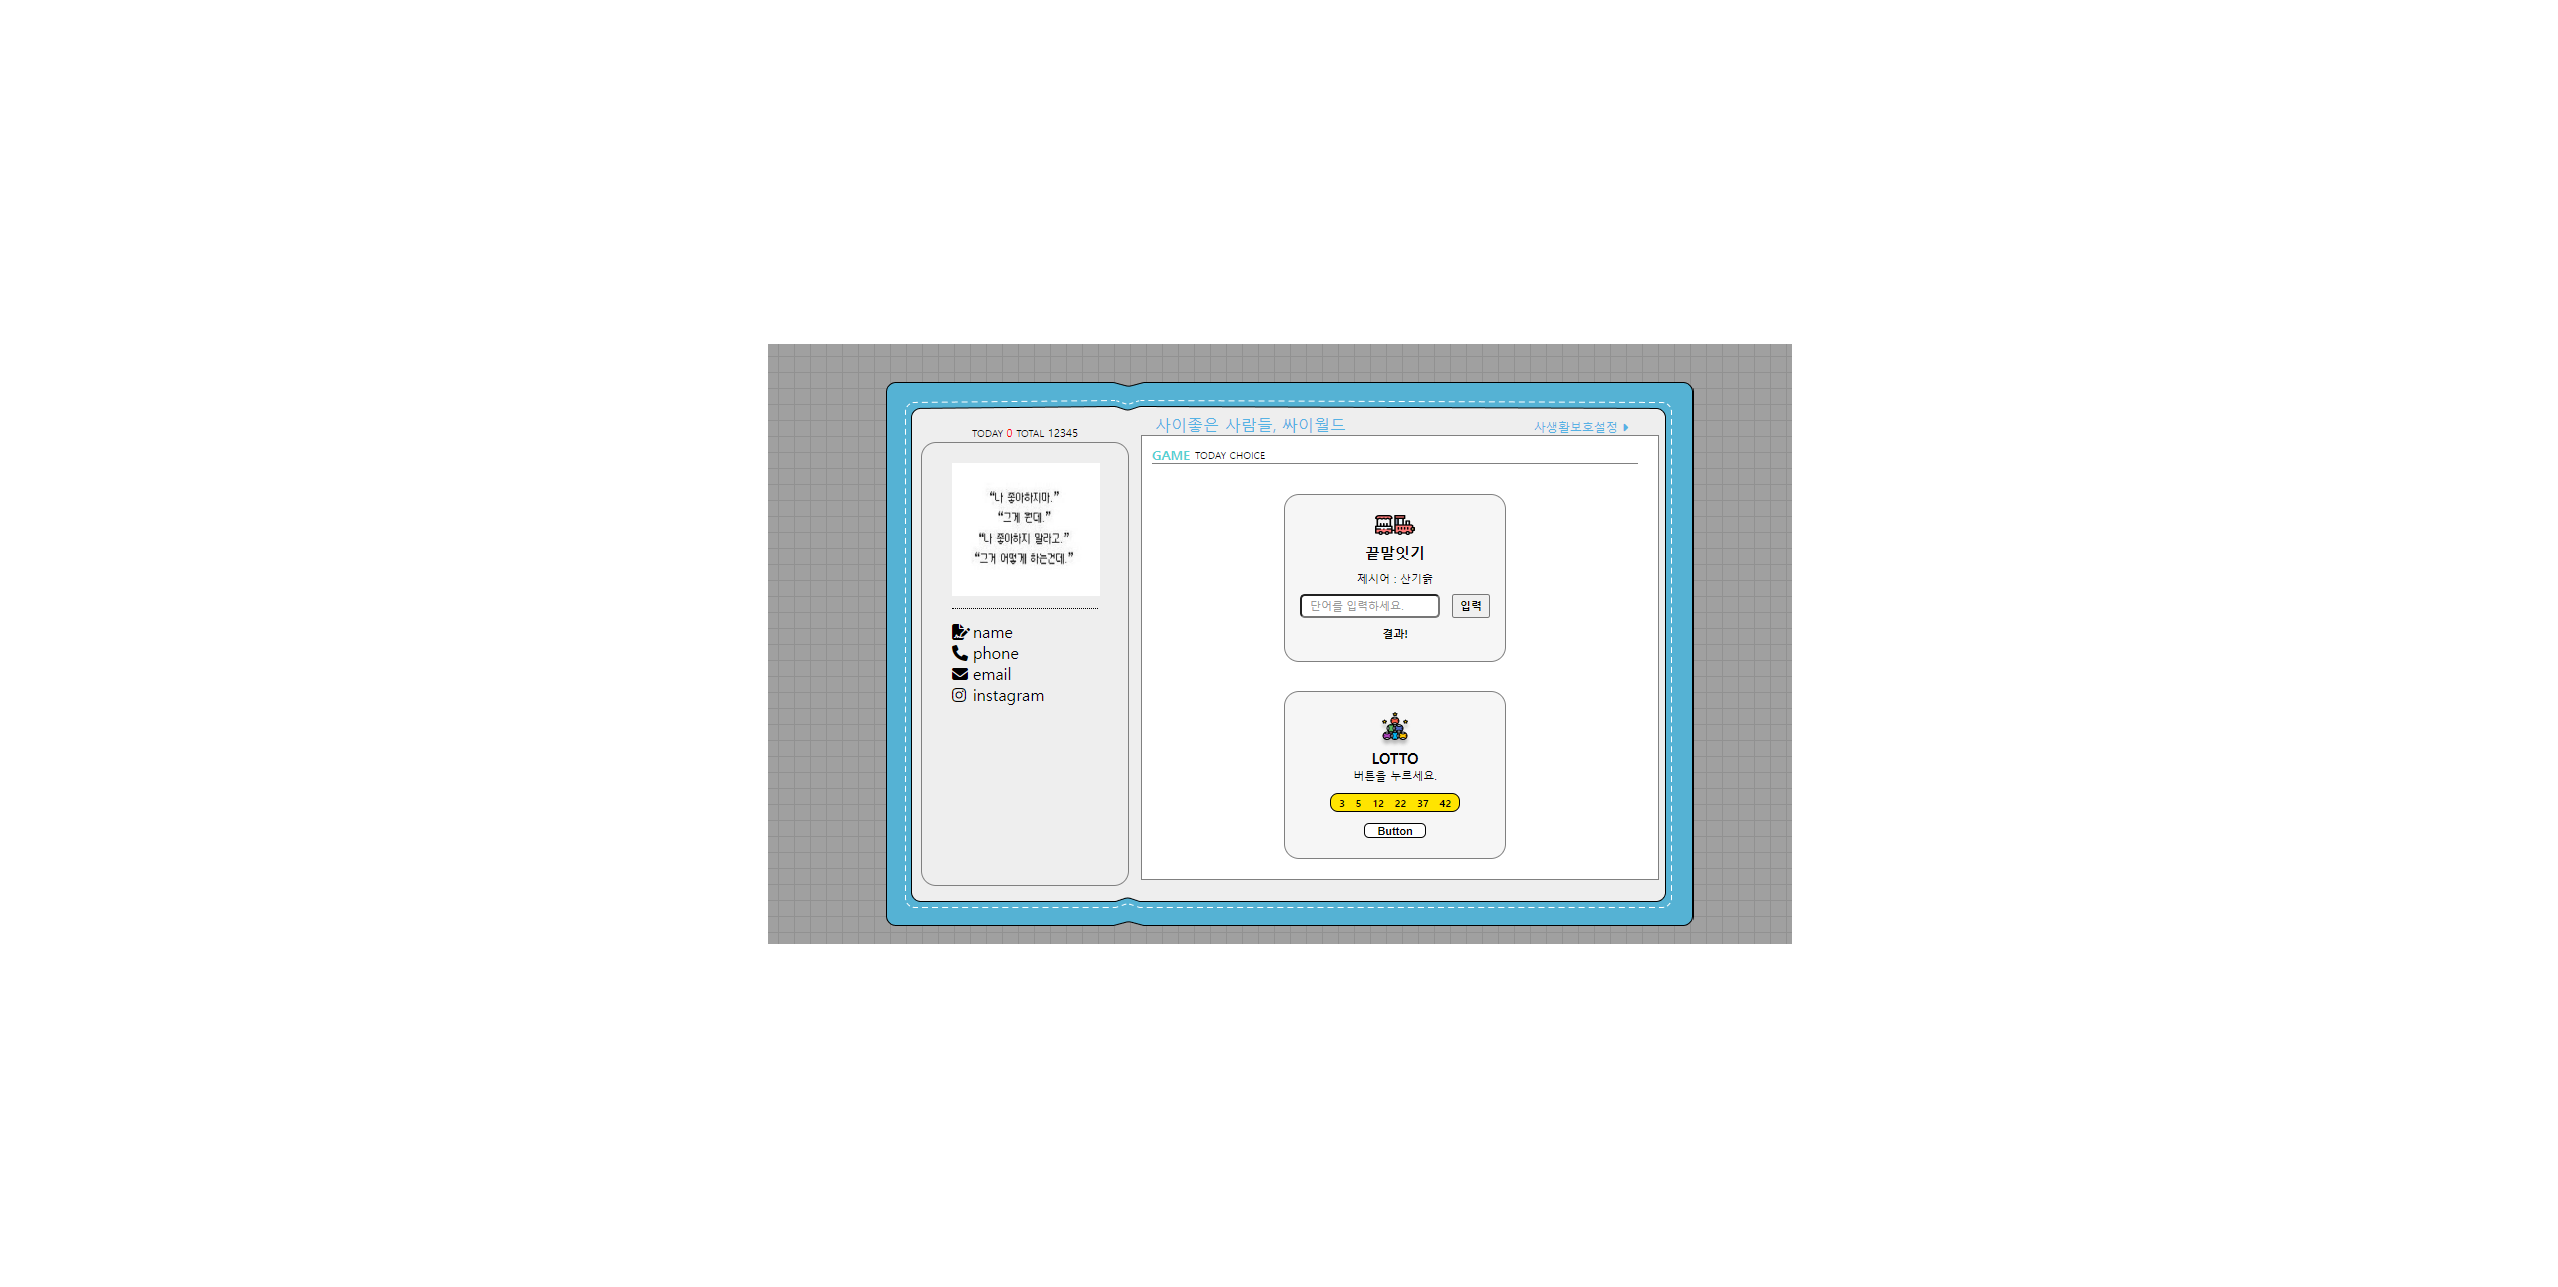 TODAY 0 TOTAL 12345
“나 좋아하지마.”
“그게 뭔데.”
“나 좋아하지 말라고.”
“그거 어떻게 하는건데.”
name
phone
email
instagram
사이좋은 사람들, 싸이월드
사생활보호설정
GAME TODAY CHOICE
끝말잇기
제시어 : 산기슭
단어를 입력하세요. 입력
결과!
LOTTO
버튼을 누르세요.
3 5 12 22 37 42
Button